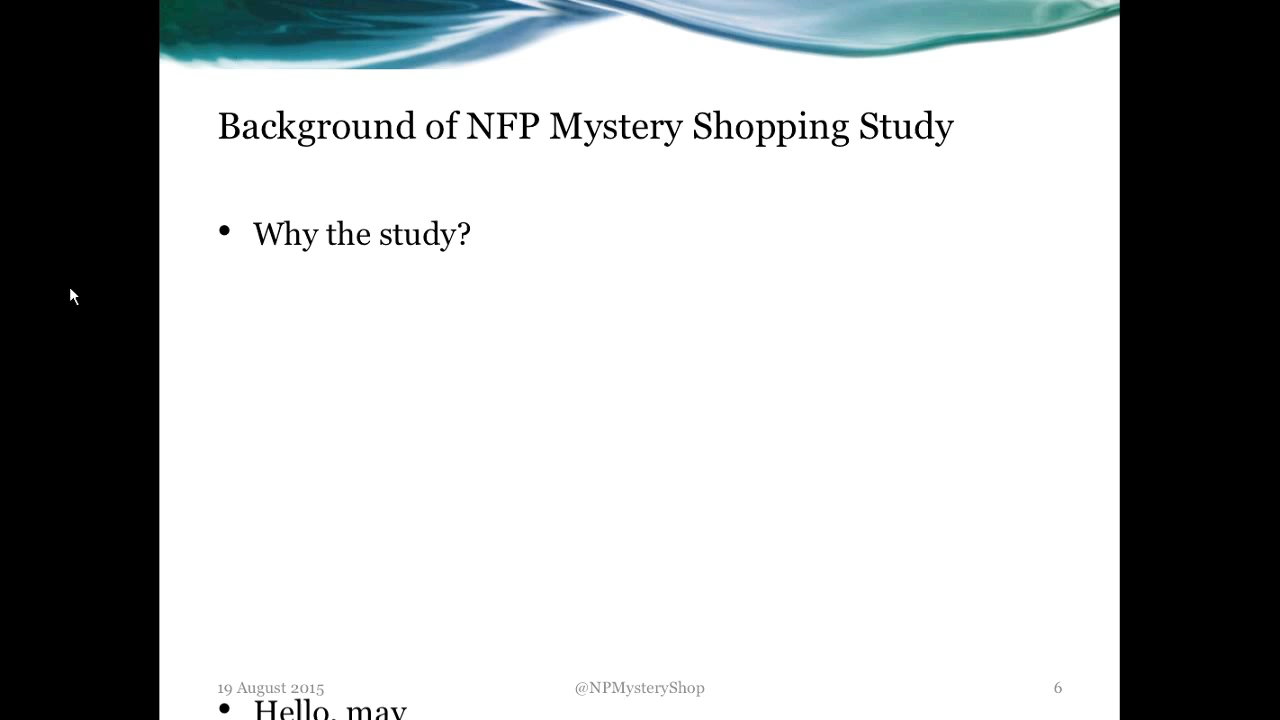 Background of NFP Mystery Shopping Study
• Why the study?
19 August 2015 @NPMysteryShop 6
• Hello, may